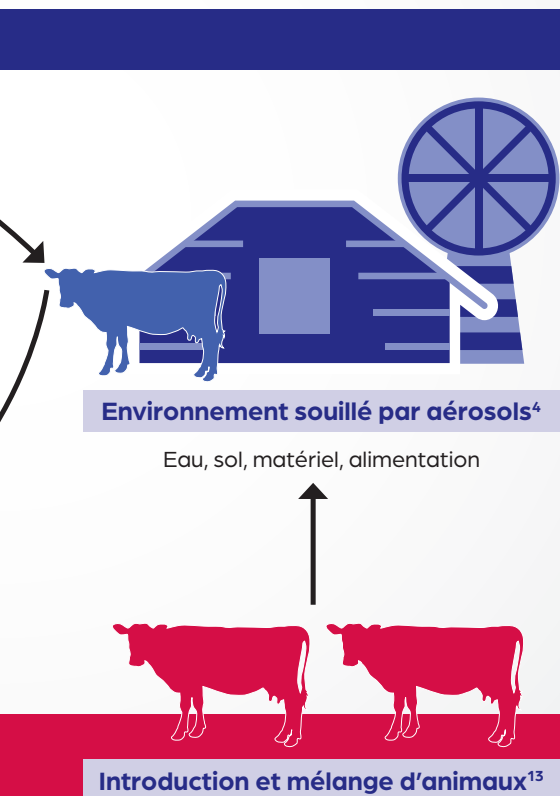 Environnement souillé par aérosols⁴
Eau, sol, matériel, alimentation
Introduction et mélange d’animaux¹³